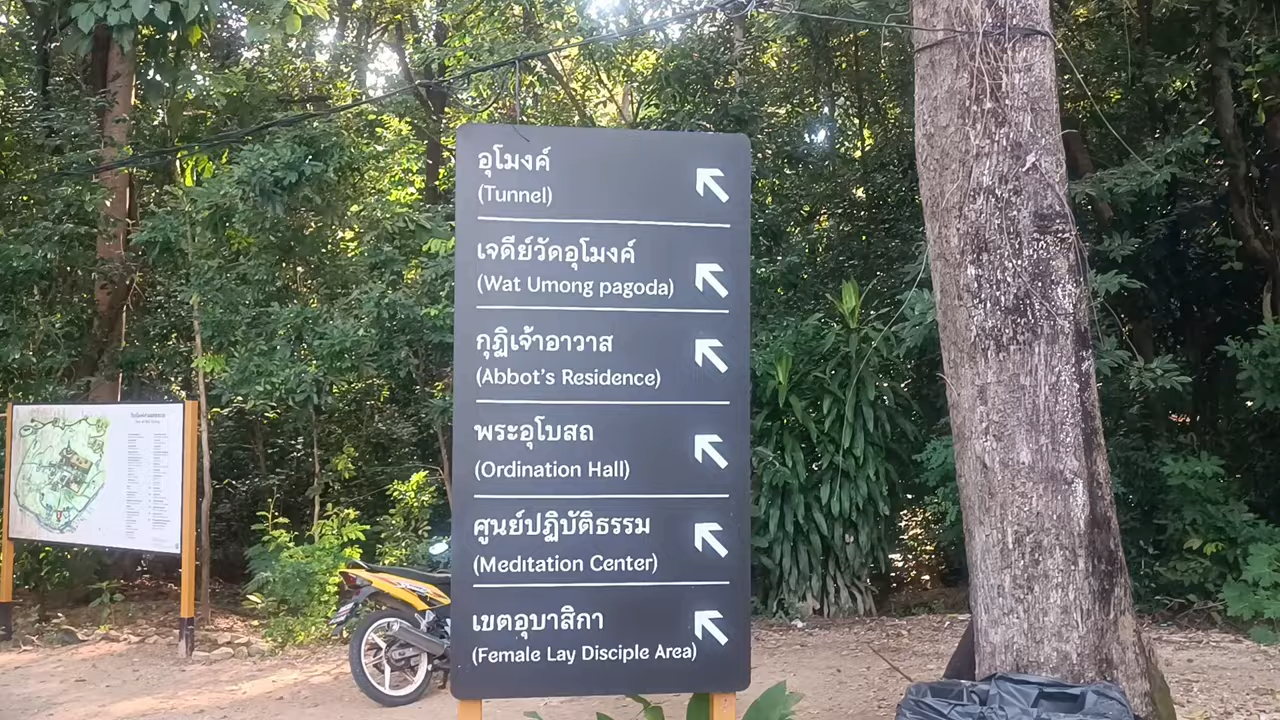 อุโมงค์
(Tunnel)
เจดีย์วัดอุโมงค์
(Wat Umong pagoda)
กุฏิเจ้าอาวาส
(Abbot's Residence)
พระอุโบสถ
(Ordination Hall)
ศูนย์ปฏิบัติธรรม
(Meditation Center)
เขตอุบาสิกา
(Female Lay Disciple Area)